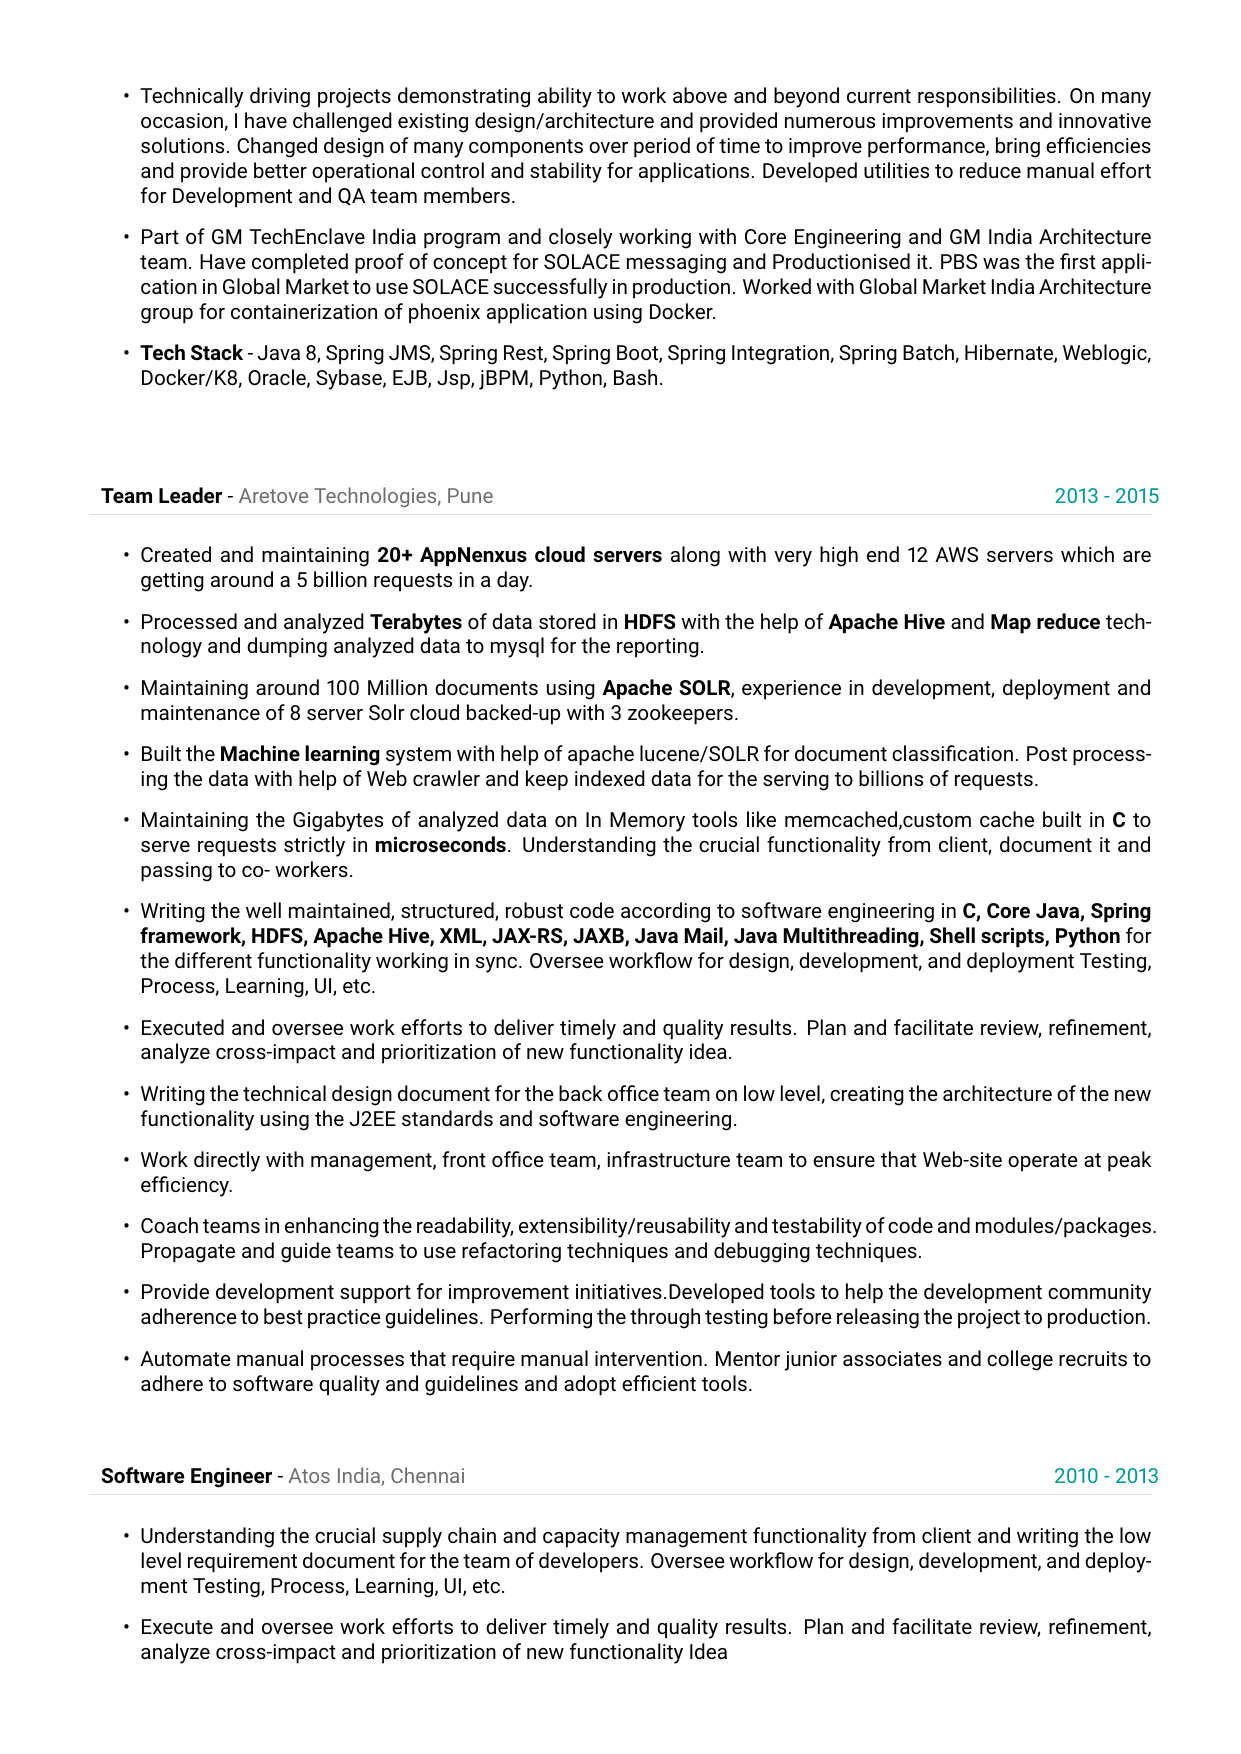 • Technically driving projects demonstrating ability to work above and beyond current responsibilities. On many
occasion, I have challenged existing design/architecture and provided numerous improvements and innovative
solutions. Changed design of many components over period of time to improve performance, bring efficiencies
and provide better operational control and stability for applications. Developed utilities to reduce manual effort
for Development and QA team members.
• Part of GM TechEnclave India program and closely working with Core Engineering and GM India Architecture
team. Have completed proof of concept for SOLACE messaging and Productionised it. PBS was the first appli-
cation in Global Market to use SOLACE successfully in production. Worked with Global Market India Architecture
group for containerization of phoenix application using Docker.
• Tech Stack - Java 8, Spring JMS, Spring Rest, Spring Boot, Spring Integration, Spring Batch, Hibernate, Weblogic,
Docker/K8, Oracle, Sybase, EJB, Jsp, jBPM, Python, Bash.
Team Leader - Aretove Technologies, Pune 2013 - 2015
• Created and maintaining 20+ AppNenxus cloud servers along with very high end 12 AWS servers which are
getting around a 5 billion requests in a day.
• Processed and analyzed Terabytes of data stored in HDFS with the help of Apache Hive and Map reduce tech-
nology and dumping analyzed data to mysql for the reporting.
• Maintaining around 100 Million documents using Apache SOLR, experience in development, deployment and
maintenance of 8 server Solr cloud backed-up with 3 zookeepers.
• Built the Machine learning system with help of apache lucene/SOLR for document classification. Post process-
ing the data with help of Web crawler and keep indexed data for the serving to billions of requests.
• Maintaining the Gigabytes of analyzed data on In Memory tools like memcached,custom cache built in C to
serve requests strictly in microseconds. Understanding the crucial functionality from client, document it and
passing to co- workers.
• Writing the well maintained, structured, robust code according to software engineering in C, Core Java, Spring
framework, HDFS, Apache Hive, XML, JAX-RS, JAXB, Java Mail, Java Multithreading, Shell scripts, Python for
the different functionality working in sync. Oversee workflow for design, development, and deployment Testing,
Process, Learning, UI, etc.
• Executed and oversee work efforts to deliver timely and quality results. Plan and facilitate review, refinement,
analyze cross-impact and prioritization of new functionality idea.
• Writing the technical design document for the back office team on low level, creating the architecture of the new
functionality using the J2EE standards and software engineering.
• Work directly with management, front office team, infrastructure team to ensure that Web-site operate at peak
efficiency.
• Coach teams in enhancing the readability, extensibility/reusability and testability of code and modules/packages.
Propagate and guide teams to use refactoring techniques and debugging techniques.
• Provide development support for improvement initiatives.Developed tools to help the development community
adherence to best practice guidelines. Performing the through testing before releasing the project to production.
• Automate manual processes that require manual intervention. Mentor junior associates and college recruits to
adhere to software quality and guidelines and adopt efficient tools.
Software Engineer - Atos India, Chennai 2010 - 2013
• Understanding the crucial supply chain and capacity management functionality from client and writing the low
level requirement document for the team of developers. Oversee workflow for design, development, and deploy-
ment Testing, Process, Learning, UI, etc.
• Execute and oversee work efforts to deliver timely and quality results. Plan and facilitate review, refinement,
analyze cross-impact and prioritization of new functionality Idea